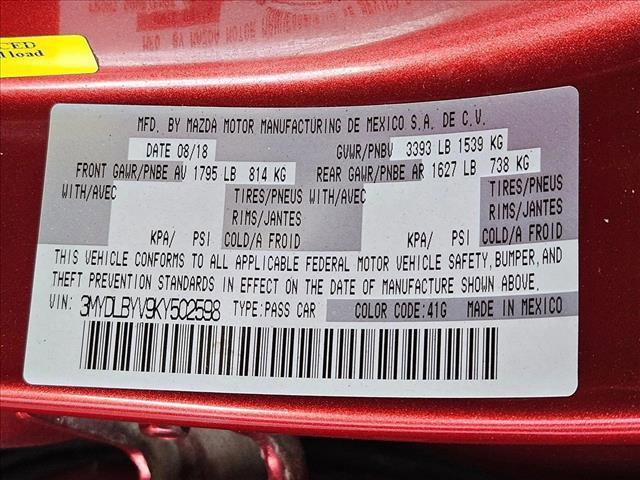 CED
load
MFD. BY MAZDA MOTOR MANUFACTURING DE MEXICO S.A. DE C.V.
DATE 08/18 GVWR/PNBV 3393 LB 1539 KG
FRONT GAWR/PNBE AV 1795 LB 814 KG REAR GAWR/PNBE AR 1627 LB 738 KG
WITH/AVEC TIRES/PNEUS WITH/AVEC TIRES/PNEUS
RIMS/JANTES RIMS/JANTES
KPA/ PSI COLD/A FROID KPA/ PSI COLD/A FROID
THIS VEHICLE CONFORMS TO ALL APPLICABLE FEDERAL MOTOR VEHICLE SAFETY, BUMPER, AND
THEFT PREVENTION STANDARDS IN EFFECT ON THE DATE OF MANUFACTURE SHOWN ABOVE.
VIN: 3MYDLBYV9KY502598 TYPE:PASS CAR COLOR CODE:41G MADE IN MEXICO